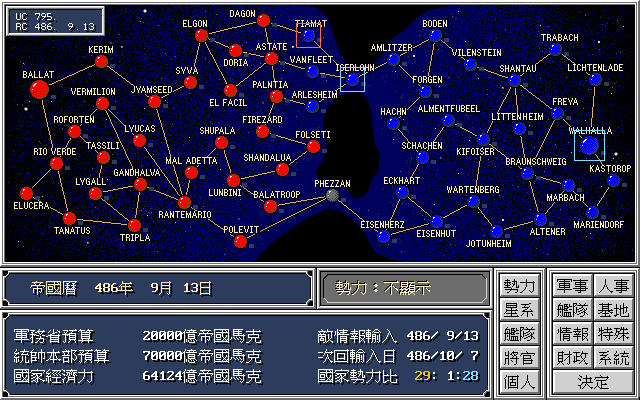 UC 795.
RC 486. 9.13
DAGON
TIAMAT
BODEN
ELGON
TRABACH
KERIM
ASTATE
AMLITZER
DORIA
VANFLEET
VILENSTEIN
IGERLOHN
BALLAT
SYVA
SHANTAU
LICHTENLADE
VERMILION
JYAMSEED
PALNTIA
FORGEN
EL FACIL
ARLESHEIM
HACHN
ALMENTFUBEEL
LITTENHEIM
FREYA
ROFORTEN
FIREZARD
LYUCAS
SHUPALA
FOLSETI
WALHALLA
TASSILI
KIFOISER
RIO VERDE
SCHACHEN
MAL ADETTA
SHANDALUA
BRAUNSCHWEIG
KASTOROP
LYGALL
GANDHALVA
PHEZZAN
ECKHART
LUNBINI
MARBACH
ELUCERA
BALATROOP
WARTENBERG
RANTEMARIO
EISENHERZ
EISENHUT
ALTENER
MARIENDORF
TANATUS
TRIPLA
POLEVIT
JOTUNHEIM
帝國曆 486年 9月 13日
勢力：不顯示
勢力
軍事 人事
星系
艦隊 基地
軍務省預算 20000億帝國馬克
敵情報輸入 486/ 9/13
艦隊
情報 特殊
統帥本部預算 70000億帝國馬克
次回輸入日 486/10/ 7
將官
財政 系統
國家經濟力 64124億帝國馬克
國家勢力比 29: 1:28
個人
決定